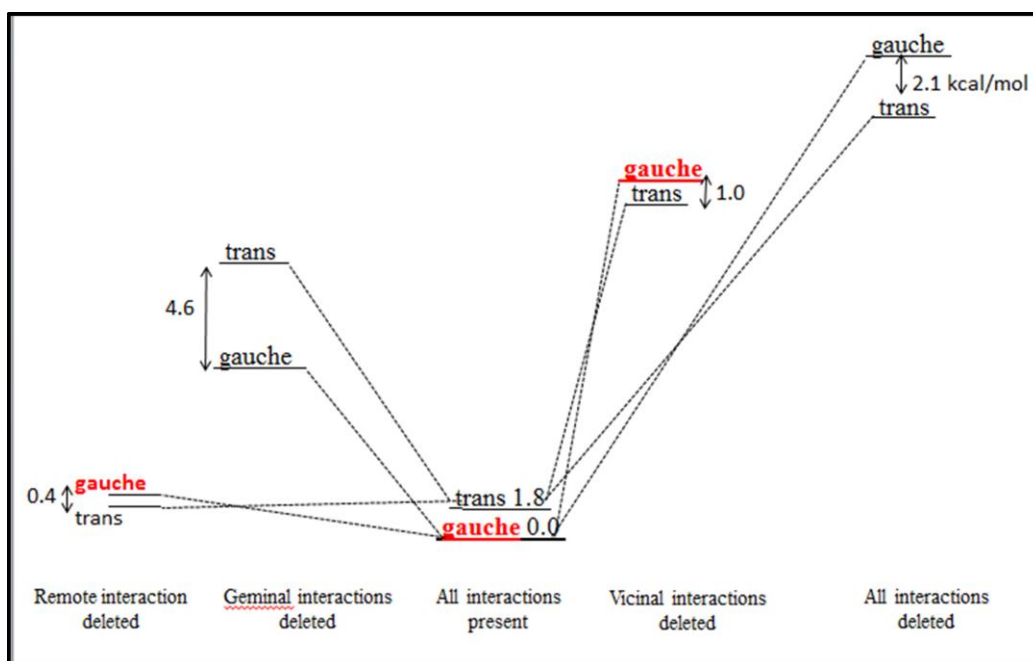 gauche
2.1 kcal/mol
trans
gauche
trans
1.0
trans
4.6
gauche
gauche
0.4
trans
trans 1.8
gauche 0.0
Remote interaction
deleted
Geminal interactions
deleted
All interactions
present
Vicinal interactions
deleted
All interactions
deleted